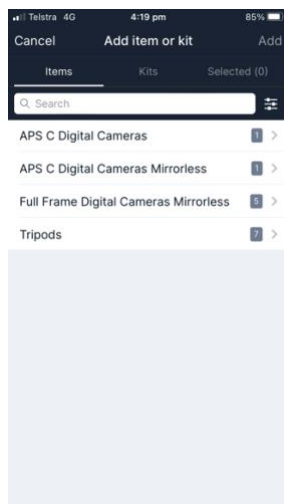 Telstra 4G 4:19 pm 85%
Cancel Add item or kit Add
Items Kits Selected (0)
Search
APS C Digital Cameras 1
APS C Digital Cameras Mirrorless 1
Full Frame Digital Cameras Mirrorless 5
Tripods 7